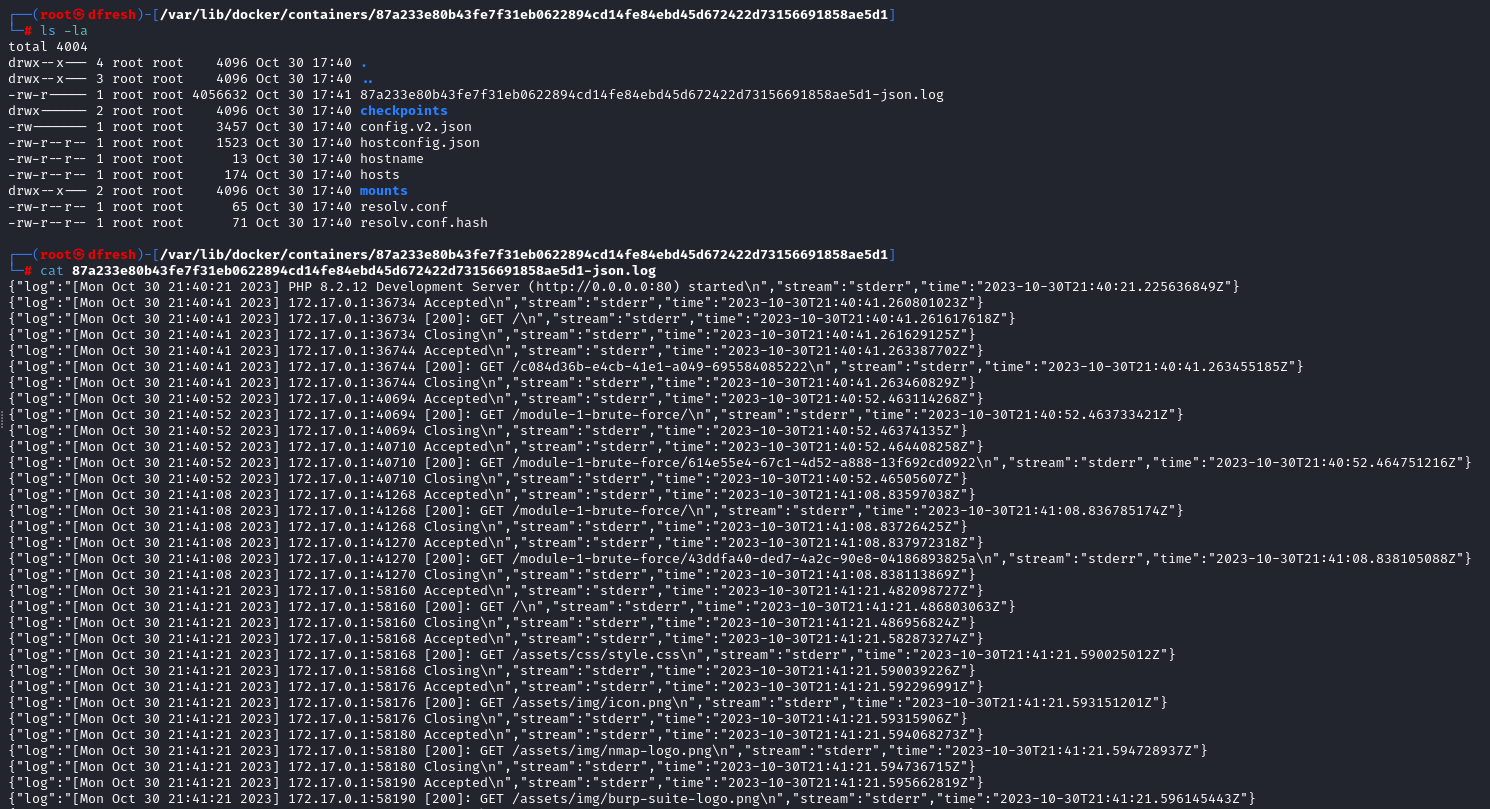 ┌──(root㉿dfresh)-[/var/lib/docker/containers/87a233e80b43fe7f31eb0622894cd14fe84ebd45d672422d73156691858ae5d1]
└─# ls -la
total 4004
drwx--x--- 4 root root    4096 Oct 30 17:40 .
drwx--x--- 3 root root    4096 Oct 30 17:40 ..
-rw-r----- 1 root root 4056632 Oct 30 17:41 87a233e80b43fe7f31eb0622894cd14fe84ebd45d672422d73156691858ae5d1-json.log
drwx------ 2 root root    4096 Oct 30 17:40 checkpoints
-rw------- 1 root root    3457 Oct 30 17:40 config.v2.json
-rw-r--r-- 1 root root    1523 Oct 30 17:40 hostconfig.json
-rw-r--r-- 1 root root      13 Oct 30 17:40 hostname
-rw-r--r-- 1 root root     174 Oct 30 17:40 hosts
drwx--x--- 2 root root    4096 Oct 30 17:40 mounts
-rw-r--r-- 1 root root      65 Oct 30 17:40 resolv.conf
-rw-r--r-- 1 root root      71 Oct 30 17:40 resolv.conf.hash
┌──(root㉿dfresh)-[/var/lib/docker/containers/87a233e80b43fe7f31eb0622894cd14fe84ebd45d672422d73156691858ae5d1]
└─# cat 87a233e80b43fe7f31eb0622894cd14fe84ebd45d672422d73156691858ae5d1-json.log
{"log":"[Mon Oct 30 21:40:21 2023] PHP 8.2.12 Development Server (http://0.0.0.0:80) started\n","stream":"stderr","time":"2023-10-30T21:40:21.225636849Z"}
{"log":"[Mon Oct 30 21:40:41 2023] 172.17.0.1:36734 Accepted\n","stream":"stderr","time":"2023-10-30T21:40:41.260801023Z"}
{"log":"[Mon Oct 30 21:40:41 2023] 172.17.0.1:36734 [200]: GET /\n","stream":"stderr","time":"2023-10-30T21:40:41.261617618Z"}
{"log":"[Mon Oct 30 21:40:41 2023] 172.17.0.1:36734 Closing\n","stream":"stderr","time":"2023-10-30T21:40:41.261629125Z"}
{"log":"[Mon Oct 30 21:40:41 2023] 172.17.0.1:36744 Accepted\n","stream":"stderr","time":"2023-10-30T21:40:41.263387702Z"}
{"log":"[Mon Oct 30 21:40:41 2023] 172.17.0.1:36744 [200]: GET /c084d36b-e4cb-41e1-a049-695584085222\n","stream":"stderr","time":"2023-10-30T21:40:41.263455185Z"}
{"log":"[Mon Oct 30 21:40:41 2023] 172.17.0.1:36744 Closing\n","stream":"stderr","time":"2023-10-30T21:40:41.263460829Z"}
{"log":"[Mon Oct 30 21:40:52 2023] 172.17.0.1:40694 Accepted\n","stream":"stderr","time":"2023-10-30T21:40:52.463114268Z"}
{"log":"[Mon Oct 30 21:40:52 2023] 172.17.0.1:40694 [200]: GET /module-1-brute-force/\n","stream":"stderr","time":"2023-10-30T21:40:52.463733421Z"}
{"log":"[Mon Oct 30 21:40:52 2023] 172.17.0.1:40694 Closing\n","stream":"stderr","time":"2023-10-30T21:40:52.46374135Z"}
{"log":"[Mon Oct 30 21:40:52 2023] 172.17.0.1:40710 Accepted\n","stream":"stderr","time":"2023-10-30T21:40:52.464408258Z"}
{"log":"[Mon Oct 30 21:40:52 2023] 172.17.0.1:40710 [200]: GET /module-1-brute-force/614e55e4-67c1-4d52-a888-13f692cd0922\n","stream":"stderr","time":"2023-10-30T21:40:52.464751216Z"}
{"log":"[Mon Oct 30 21:40:52 2023] 172.17.0.1:40710 Closing\n","stream":"stderr","time":"2023-10-30T21:40:52.46505607Z"}
{"log":"[Mon Oct 30 21:41:08 2023] 172.17.0.1:41268 Accepted\n","stream":"stderr","time":"2023-10-30T21:41:08.83597038Z"}
{"log":"[Mon Oct 30 21:41:08 2023] 172.17.0.1:41268 [200]: GET /module-1-brute-force/\n","stream":"stderr","time":"2023-10-30T21:41:08.836785174Z"}
{"log":"[Mon Oct 30 21:41:08 2023] 172.17.0.1:41268 Closing\n","stream":"stderr","time":"2023-10-30T21:41:08.83726425Z"}
{"log":"[Mon Oct 30 21:41:08 2023] 172.17.0.1:41270 Accepted\n","stream":"stderr","time":"2023-10-30T21:41:08.837972318Z"}
{"log":"[Mon Oct 30 21:41:08 2023] 172.17.0.1:41270 [200]: GET /module-1-brute-force/43ddfa40-ded7-4a2c-90e8-04186893825a\n","stream":"stderr","time":"2023-10-30T21:41:08.838105088Z"}
{"log":"[Mon Oct 30 21:41:08 2023] 172.17.0.1:41270 Closing\n","stream":"stderr","time":"2023-10-30T21:41:08.838113869Z"}
{"log":"[Mon Oct 30 21:41:21 2023] 172.17.0.1:58160 Accepted\n","stream":"stderr","time":"2023-10-30T21:41:21.482098727Z"}
{"log":"[Mon Oct 30 21:41:21 2023] 172.17.0.1:58160 [200]: GET /\n","stream":"stderr","time":"2023-10-30T21:41:21.486803063Z"}
{"log":"[Mon Oct 30 21:41:21 2023] 172.17.0.1:58160 Closing\n","stream":"stderr","time":"2023-10-30T21:41:21.486956824Z"}
{"log":"[Mon Oct 30 21:41:21 2023] 172.17.0.1:58168 Accepted\n","stream":"stderr","time":"2023-10-30T21:41:21.582873274Z"}
{"log":"[Mon Oct 30 21:41:21 2023] 172.17.0.1:58168 [200]: GET /assets/css/style.css\n","stream":"stderr","time":"2023-10-30T21:41:21.590025012Z"}
{"log":"[Mon Oct 30 21:41:21 2023] 172.17.0.1:58168 Closing\n","stream":"stderr","time":"2023-10-30T21:41:21.590039226Z"}
{"log":"[Mon Oct 30 21:41:21 2023] 172.17.0.1:58176 Accepted\n","stream":"stderr","time":"2023-10-30T21:41:21.592296991Z"}
{"log":"[Mon Oct 30 21:41:21 2023] 172.17.0.1:58176 [200]: GET /assets/img/icon.png\n","stream":"stderr","time":"2023-10-30T21:41:21.593151201Z"}
{"log":"[Mon Oct 30 21:41:21 2023] 172.17.0.1:58176 Closing\n","stream":"stderr","time":"2023-10-30T21:41:21.59315906Z"}
{"log":"[Mon Oct 30 21:41:21 2023] 172.17.0.1:58180 Accepted\n","stream":"stderr","time":"2023-10-30T21:41:21.594068273Z"}
{"log":"[Mon Oct 30 21:41:21 2023] 172.17.0.1:58180 [200]: GET /assets/img/nmap-logo.png\n","stream":"stderr","time":"2023-10-30T21:41:21.594728937Z"}
{"log":"[Mon Oct 30 21:41:21 2023] 172.17.0.1:58180 Closing\n","stream":"stderr","time":"2023-10-30T21:41:21.594736715Z"}
{"log":"[Mon Oct 30 21:41:21 2023] 172.17.0.1:58190 Accepted\n","stream":"stderr","time":"2023-10-30T21:41:21.595662819Z"}
{"log":"[Mon Oct 30 21:41:21 2023] 172.17.0.1:58190 [200]: GET /assets/img/burp-suite-logo.png\n","stream":"stderr","time":"2023-10-30T21:41:21.596145443Z"}